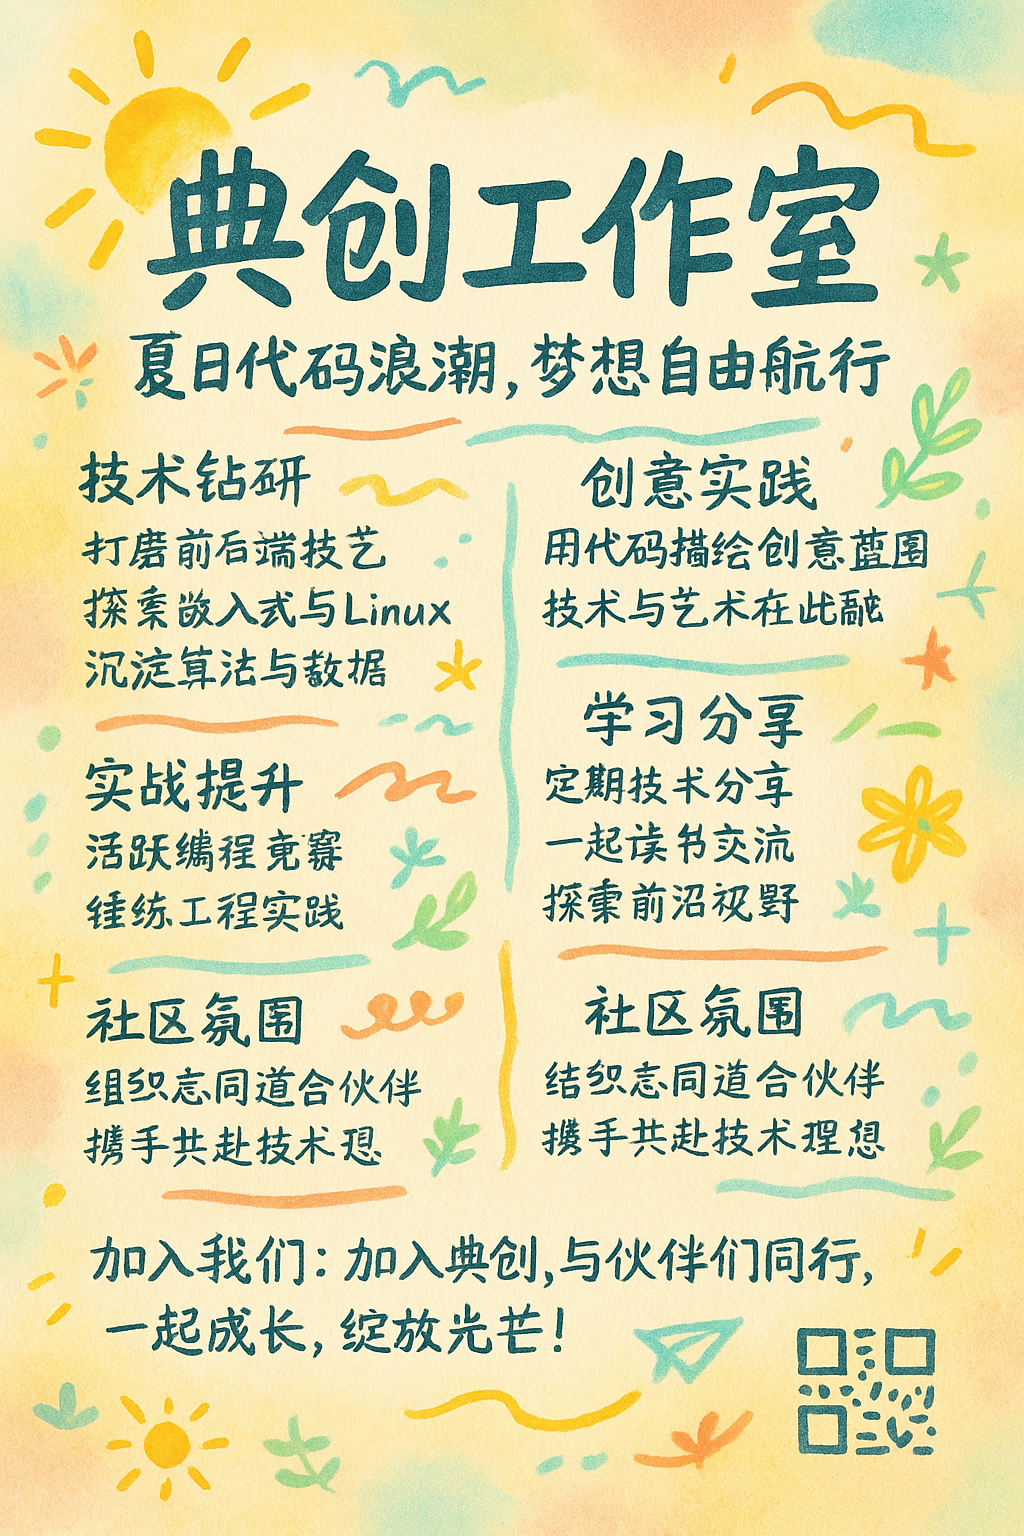 典创工作室
夏日代码浪潮,梦想自由航行
技术钻研
打磨前后端技艺
探索嵌入式与Linux
沉淀算法与数据
实战提升
活跃编程竞赛
锤练工程实践
社区氛围
组织志同道合伙伴
携手共赴技术
创意实践
用代码描绘创意蓝图
技术与艺术在此融
学习分享
定期技术分享
一起读书交流
探索前沿视野
社区氛围
结织志同道合伙伴
携手共赴技术理想
加入我们:加入典创,与伙伴们同行,
一起成长,绽放光芒!